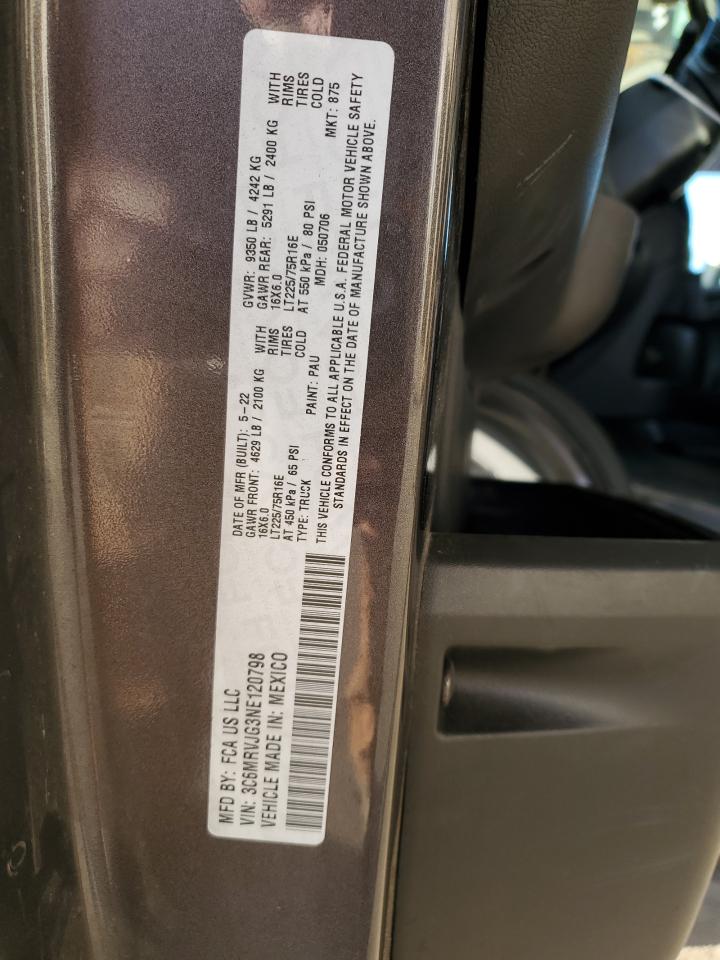 MFD BY: FCA US LLC
VIN: 3C6MRVJG3NE120798
VEHICLE MADE IN: MEXICO
DATE OF MFR (BUILT): 5-22
GAWR FRONT: 4629 LB / 2100 KG WITH
16X6.0 RIMS
LT225/75R16E TIRES
AT 450 kPa / 65 PSI COLD
TYPE: TRUCK PAINT: PAU
GVWR: 9350 LB / 4242 KG
GAWR REAR: 5291 LB / 2400 KG WITH
16X6.0 RIMS
LT225/75R16E TIRES
AT 550 kPa / 80 PSI COLD
MDH: 050706 MKT: 875
THIS VEHICLE CONFORMS TO ALL APPLICABLE U.S.A. FEDERAL MOTOR VEHICLE SAFETY
STANDARDS IN EFFECT ON THE DATE OF MANUFACTURE SHOWN ABOVE.